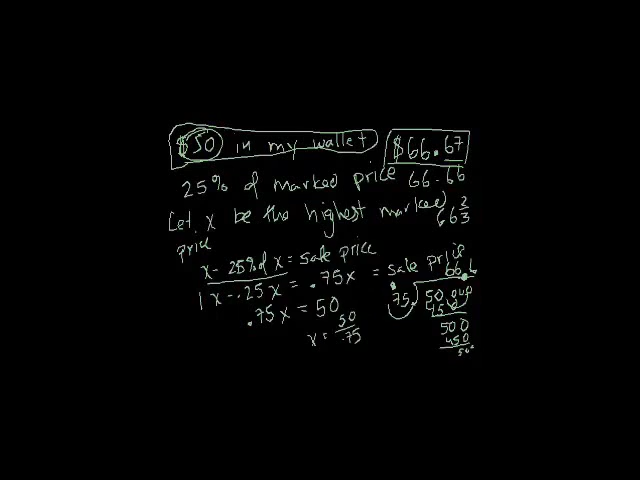 $50 in my wallet $66.67
25% of marked price 66.66
Let x be the highest marked 66 2/3
price
x - 25% of x = sale price
1x - .25x = .75x = sale price
66.6
.75x = 50
75. 50.00
450
500
450
x = 50/.75